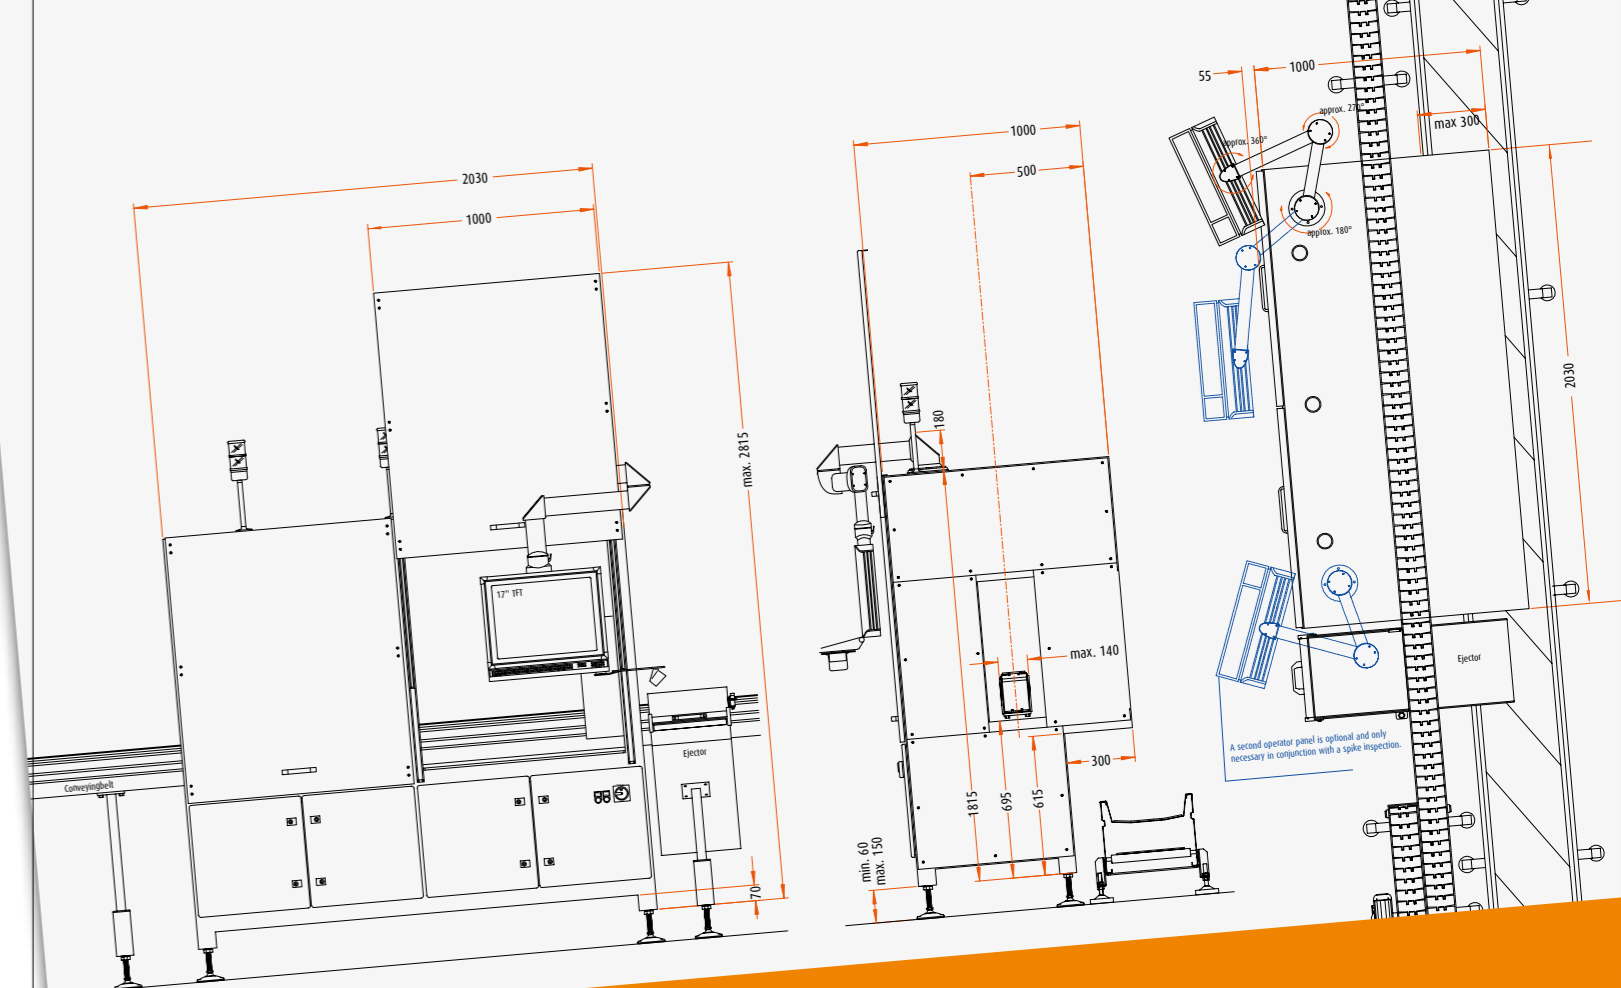 2030
1000
max. 2815
17" TFT
Ejector
Conveyingbelt
70
1000
500
180
max. 140
300
1815
695
615
min. 60
max. 150
55
1000
max 300
approx. 270°
approx. 360°
approx. 180°
2030
Ejector
A second operator panel is optional and only
necessary in conjunction with a spike inspection.